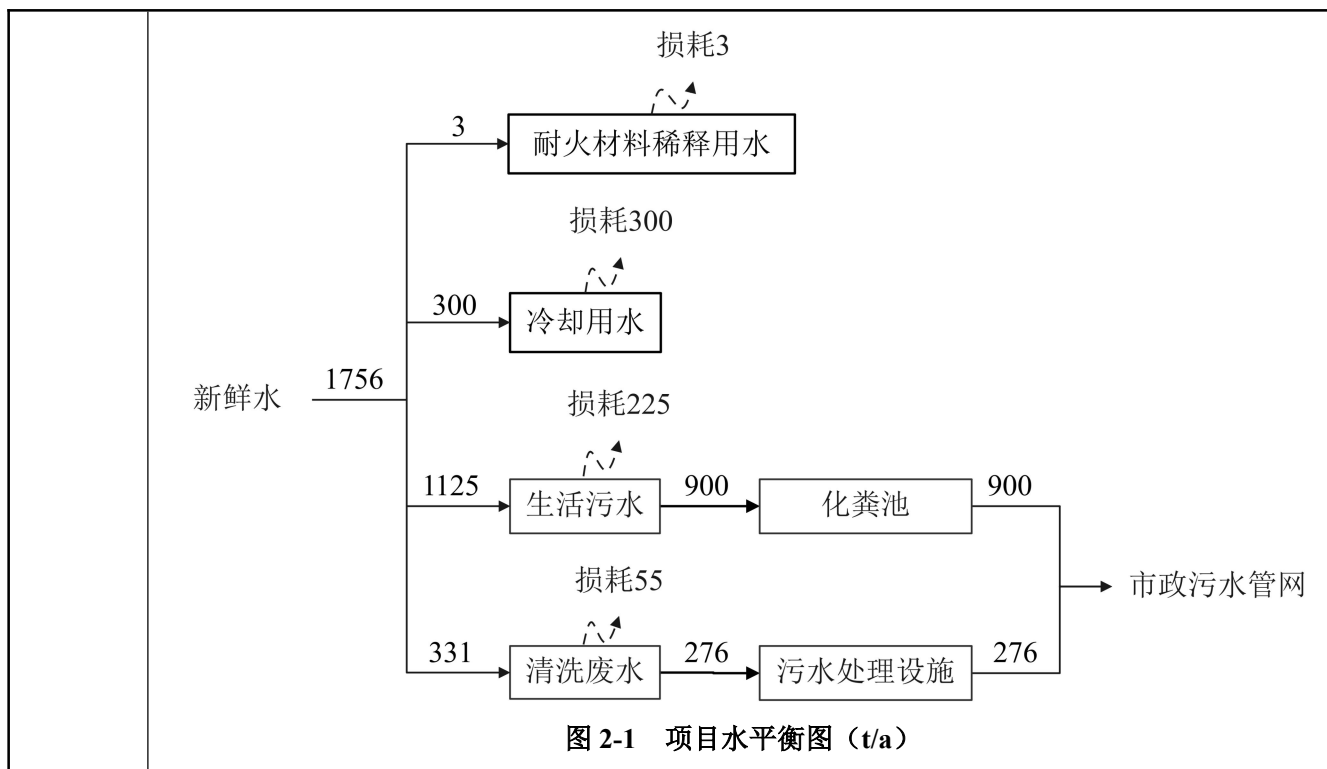 损耗3
3
耐火材料稀释用水
损耗300
300
冷却用水
新鲜水
1756
损耗225
1125
生活污水
900
化粪池
900
损耗55
市政污水管网
331
清洗废水
276
污水处理设施
276
图 2-1 项目水平衡图（t/a）